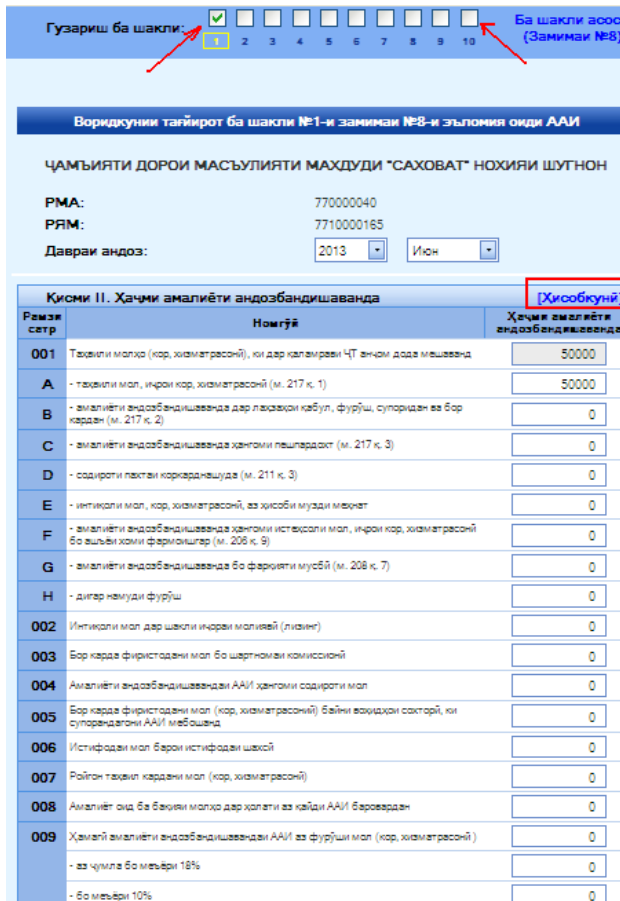 Гузариш ба шакли:
1 2 3 4 5 6 7 8 9 10
Ба шакли асос
(Замимаи №8)
Воридкунии тағйирот ба шакли №1-и замимаи №8-и эъломия оиди ААИ
ҶАМЪИЯТИ ДОРОИ МАСЪУЛИЯТИ МАХДУДИ "САХОВАТ" НОХИЯИ ШУГНОН
РМА: 770000040
РЯМ: 7710000165
Давраи андоз: 2013 Июн
Қисми II. Ҳаҷми амалиёти андозбандишаванда [Ҳисобкунӣ]
Рамзи сатр Номгӯй Ҳаҷми амалиёти андозбандишаванда
001 Таҳвили молҳо (кор, хизматрасонӣ), ки дар қаламрави ҶТ анҷом дода мешаванд 50000
A - таҳвили мол, иҷрои кор, хизматрасонӣ (м. 217 қ. 1) 50000
B - амалиёти андозбандишаванда дар лаҳзаҳои қабул, фурӯш, супоридан ва бор
кардан (м. 217 қ. 2) 0
C - амалиёти андозбандишаванда ҳангоми пешпардохт (м. 217 қ. 3) 0
D - содироти пахтаи коркарднашуда (м. 211 қ. 3) 0
E - интиқоли мол, кор, хизматрасонӣ, аз ҳисоби музди меҳнат 0
F - амалиёти андозбандишаванда ҳангоми истеҳсоли мол, иҷрои кор, хизматрасонӣ
бо ашъёи хоми фармоишгар (м. 206 қ. 9) 0
G - амалиёти андозбандишаванда бо фарқияти мусбӣ (м. 208 қ. 7) 0
H - дигар намуди фурӯш 0
002 Интиқоли мол дар шакли иҷораи молиявӣ (лизинг) 0
003 Бор карда фиристодани мол бо шартномаи комиссионӣ 0
004 Амалиёти андозбандишавандаи ААИ ҳангоми содироти мол 0
005 Бор карда фиристодани мол (кор, хизматрасонӣ) байни воҳидҳои сохторӣ, ки
супорандагони ААИ мебошанд 0
006 Истифодаи мол барои истифодаи шахсӣ 0
007 Ройгон таҳвил кардани мол (кор, хизматрасонӣ) 0
008 Амалиёт оид ба бақияи молҳо дар ҳолати аз қайди ААИ баровардан 0
009 Ҳамагӣ амалиёти андозбандишавандаи ААИ аз фурӯши мол (кор, хизматрасонӣ ) 0
- аз ҷумла бо меъёри 18% 0
- бо меъёри 10% 0